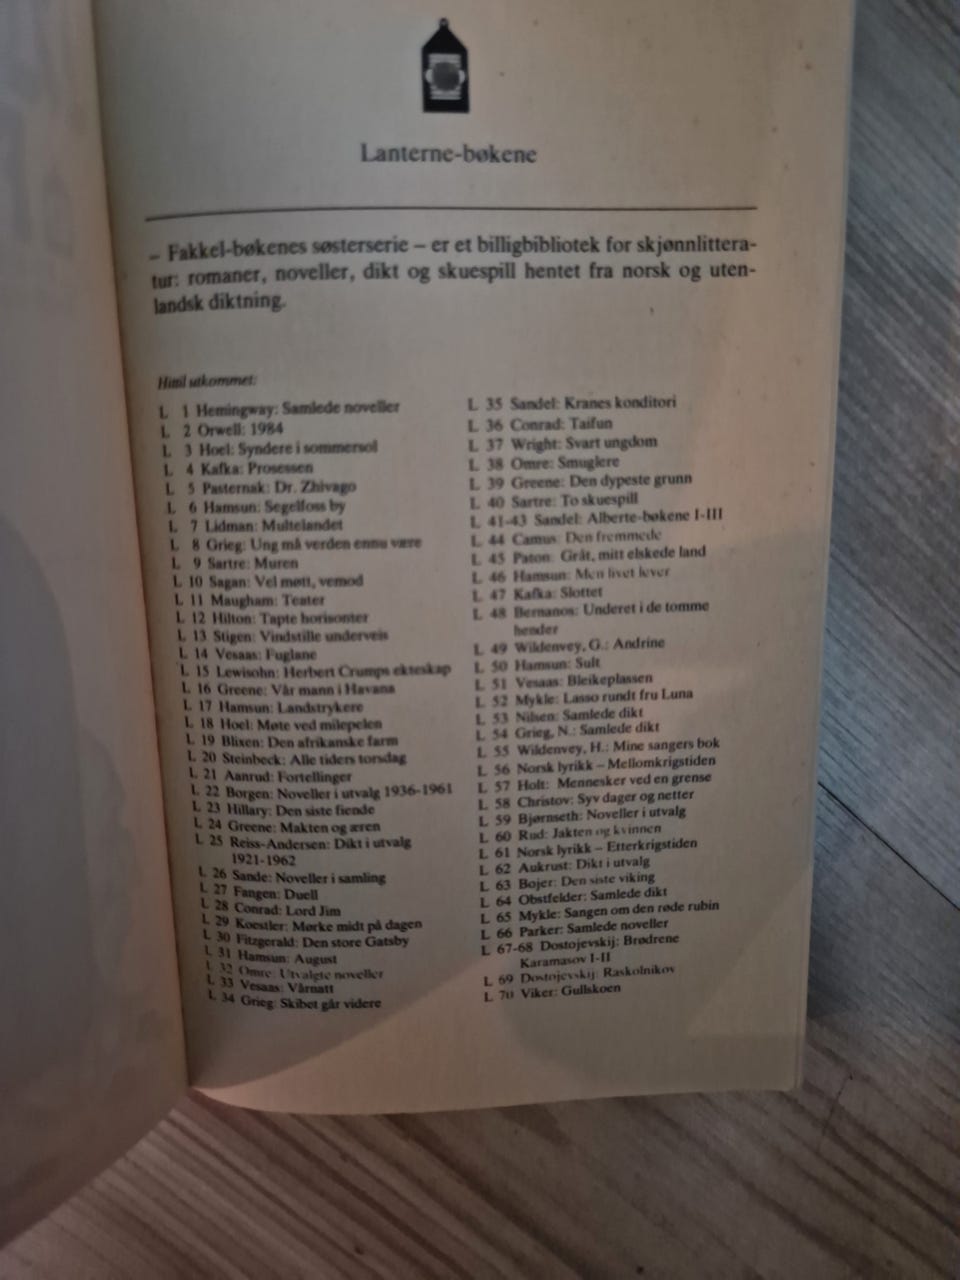 Lanterne-bøkene
– Fakkel-bøkenes søsterserie – er et billigbibliotek for skjønnlittera-
tur: romaner, noveller, dikt og skuespill hentet fra norsk og uten-
landsk diktning.
Hittil utkommet:
L 1 Hemingway: Samlede noveller
L 2 Orwell: 1984
L 3 Hoel: Syndere i sommersol
L 4 Kafka: Prosessen
L 5 Pasternak: Dr. Zhivago
L 6 Hamsun: Segelfoss by
L 7 Lidman: Multelandet
L 8 Grieg: Ung må verden ennu være
L 9 Sartre: Muren
L 10 Sagan: Vel møtt, vemod
L 11 Maugham: Teater
L 12 Hilton: Tapte horisonter
L 13 Stigen: Vindstille underveis
L 14 Vesaas: Fuglane
L 15 Lewisohn: Herbert Crumps ekteskap
L 16 Greene: Vår mann i Havana
L 17 Hamsun: Landstrykere
L 18 Hoel: Møte ved milepelen
L 19 Blixen: Den afrikanske farm
L 20 Steinbeck: Alle tiders torsdag
L 21 Aanrud: Fortellinger
L 22 Borgen: Noveller i utvalg 1936-1961
L 23 Hillary: Den siste fiende
L 24 Greene: Makten og æren
L 25 Reiss-Andersen: Dikt i utvalg
1921-1962
L 26 Sande: Noveller i samling
L 27 Fangen: Duell
L 28 Conrad: Lord Jim
L 29 Koestler: Mørke midt på dagen
L 30 Fitzgerald: Den store Gatsby
L 31 Hamsun: August
L 32 Omre: Utvalgte noveller
L 33 Vesaas: Vårnatt
L 34 Grieg: Skibet går videre
L 35 Sandel: Kranes konditori
L 36 Conrad: Taifun
L 37 Wright: Svart ungdom
L 38 Omre: Smuglere
L 39 Greene: Den dypeste grunn
L 40 Sartre: To skuespill
L 41-43 Sandel: Alberte-bøkene I-III
L 44 Camus: Den fremmede
L 45 Paton: Gråt, mitt elskede land
L 46 Hamsun: Men livet lever
L 47 Kafka: Slottet
L 48 Bernanos: Underet i de tomme
hender
L 49 Wildenvey, G.: Andrine
L 50 Hamsun: Sult
L 51 Vesaas: Bleikeplassen
L 52 Mykle: Lasso rundt fru Luna
L 53 Nilsen: Samlede dikt
L 54 Grieg, N.: Samlede dikt
L 55 Wildenvey, H.: Mine sangers bok
L 56 Norsk lyrikk – Mellomkrigstiden
L 57 Holt: Mennesker ved en grense
L 58 Christov: Syv dager og netter
L 59 Bjørnseth: Noveller i utvalg
L 60 Rud: Jakten og kvinnen
L 61 Norsk lyrikk – Etterkrigstiden
L 62 Aukrust: Dikt i utvalg
L 63 Bojer: Den siste viking
L 64 Obstfelder: Samlede dikt
L 65 Mykle: Sangen om den røde rubin
L 66 Parker: Samlede noveller
L 67-68 Dostojevskij: Brødrene
Karamasov I-II
L 69 Dostojevskij: Raskolnikov
L 70 Viker: Gullskoen